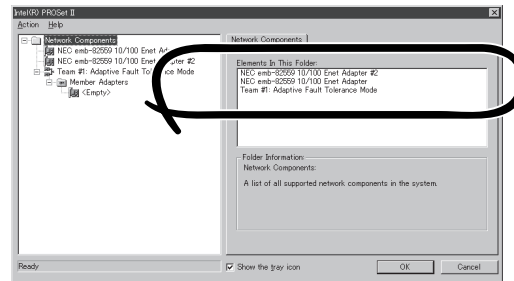 Intel(R) PROSet II
Action Help
Network Components
NEC emb-82559 10/100 Enet Ad
NEC emb-82559 10/100 Enet pter #2
Team #1: Adaptive Fault Tolerance Mode
Member Adapters
<Empty>
Network Components
Elements In This Folder:
NEC emb-82559 10/100 Enet Adapter #2
NEC emb-82559 10/100 Enet Adapter
Team #1: Adaptive Fault Tolerance Mode
Folder Information:
Network Components:
A list of all supported network components in the system.
Ready
Show the tray icon
OK
Cancel